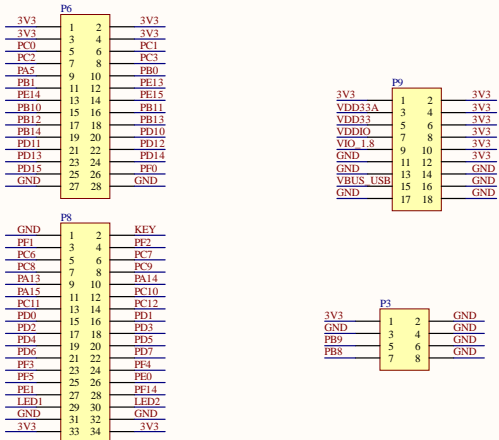 P6
3V3 1 2 3V3
3V3 3 4 3V3
PC0 5 6 PC1
PC2 7 8 PC3
PA5 9 10 PB0
PB1 11 12 PE13
PE14 13 14 PE15
PB10 15 16 PB11
PB12 17 18 PB13
PB14 19 20 PD10
PD11 21 22 PD12
PD13 23 24 PD14
PD15 25 26 PF0
GND 27 28 GND
P8
GND 1 2 KEY
PF1 3 4 PF2
PC6 5 6 PC7
PC8 7 8 PC9
PA13 9 10 PA14
PA15 11 12 PC10
PC11 13 14 PC12
PD0 15 16 PD1
PD2 17 18 PD3
PD4 19 20 PD5
PD6 21 22 PD7
PF3 23 24 PF4
PF5 25 26 PE0
PE1 27 28 PF14
LED1 29 30 LED2
GND 31 32 GND
3V3 33 34 3V3
P9
3V3 1 2 3V3
VDD33A 3 4 3V3
VDD33 5 6 3V3
VDDIO 7 8 3V3
VIO_1.8 9 10 3V3
GND 11 12 3V3
GND 13 14 GND
VBUS_USB 15 16 GND
GND 17 18 GND
P3
3V3 1 2 GND
GND 3 4 GND
PB9 5 6 GND
PB8 7 8 GND